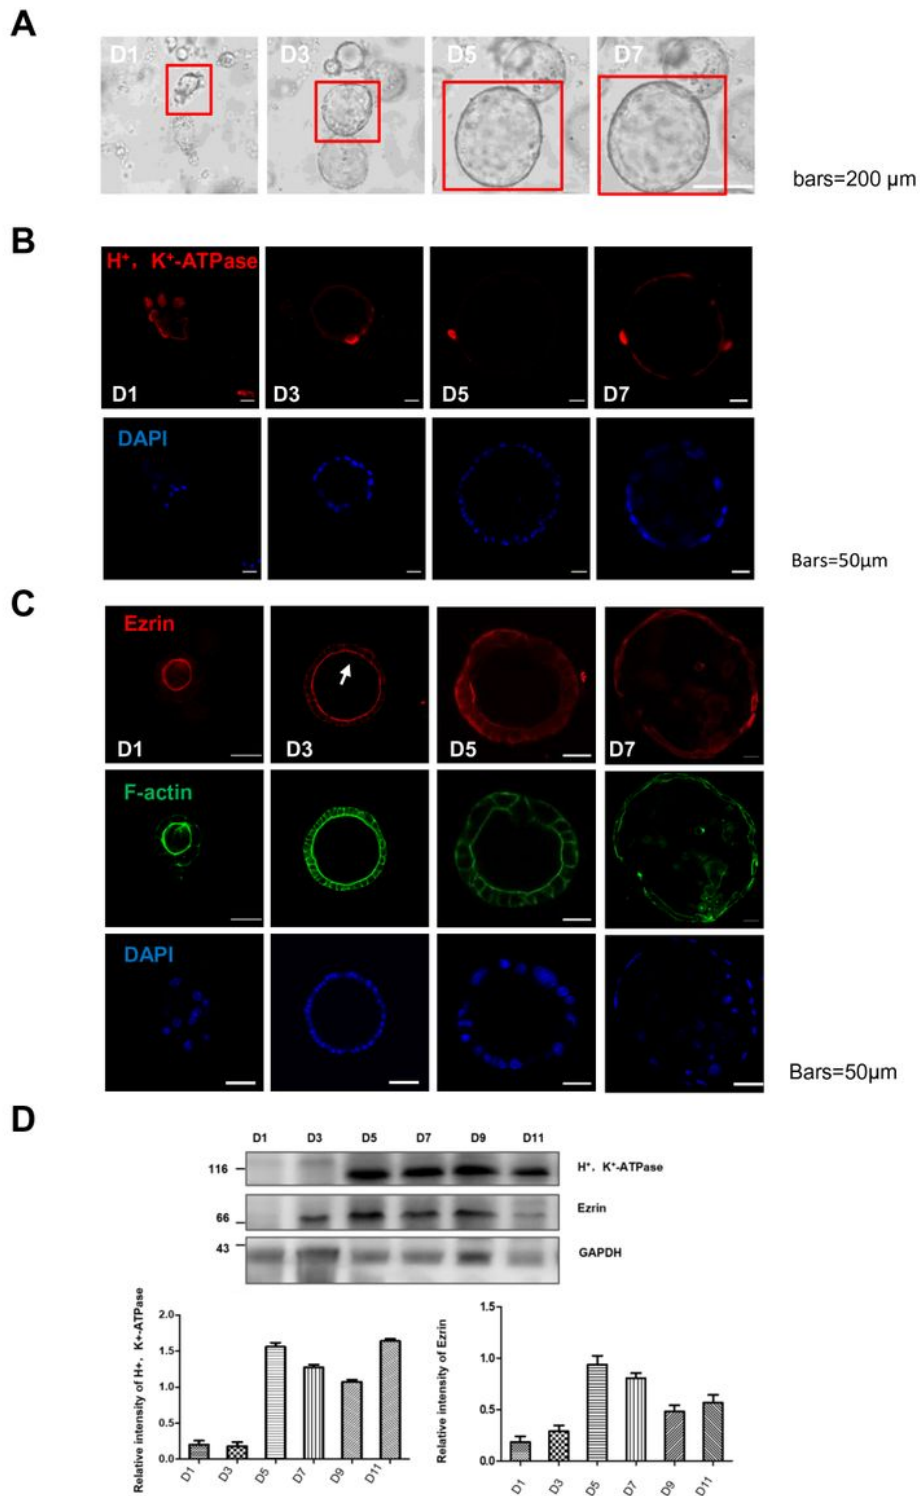 A
D1
D3
D5
D7
bars=200 µm
B
H⁺, K⁺-ATPase
D1
D3
D5
D7
DAPI
Bars=50µm
C
Ezrin
D1
D3
D5
D7
F-actin
DAPI
Bars=50µm
D
D1 D3 D5 D7 D9 D11
116
H⁺, K⁺-ATPase
66
Ezrin
43
GAPDH
Relative intensity of H+, K+-ATPase
2.0
1.5
1.0
0.5
0.0
D1 D3 D5 D7 D9 D11
Relative intensity of Ezrin
1.5
1.0
0.5
0.0
D1 D3 D5 D7 D9 D11